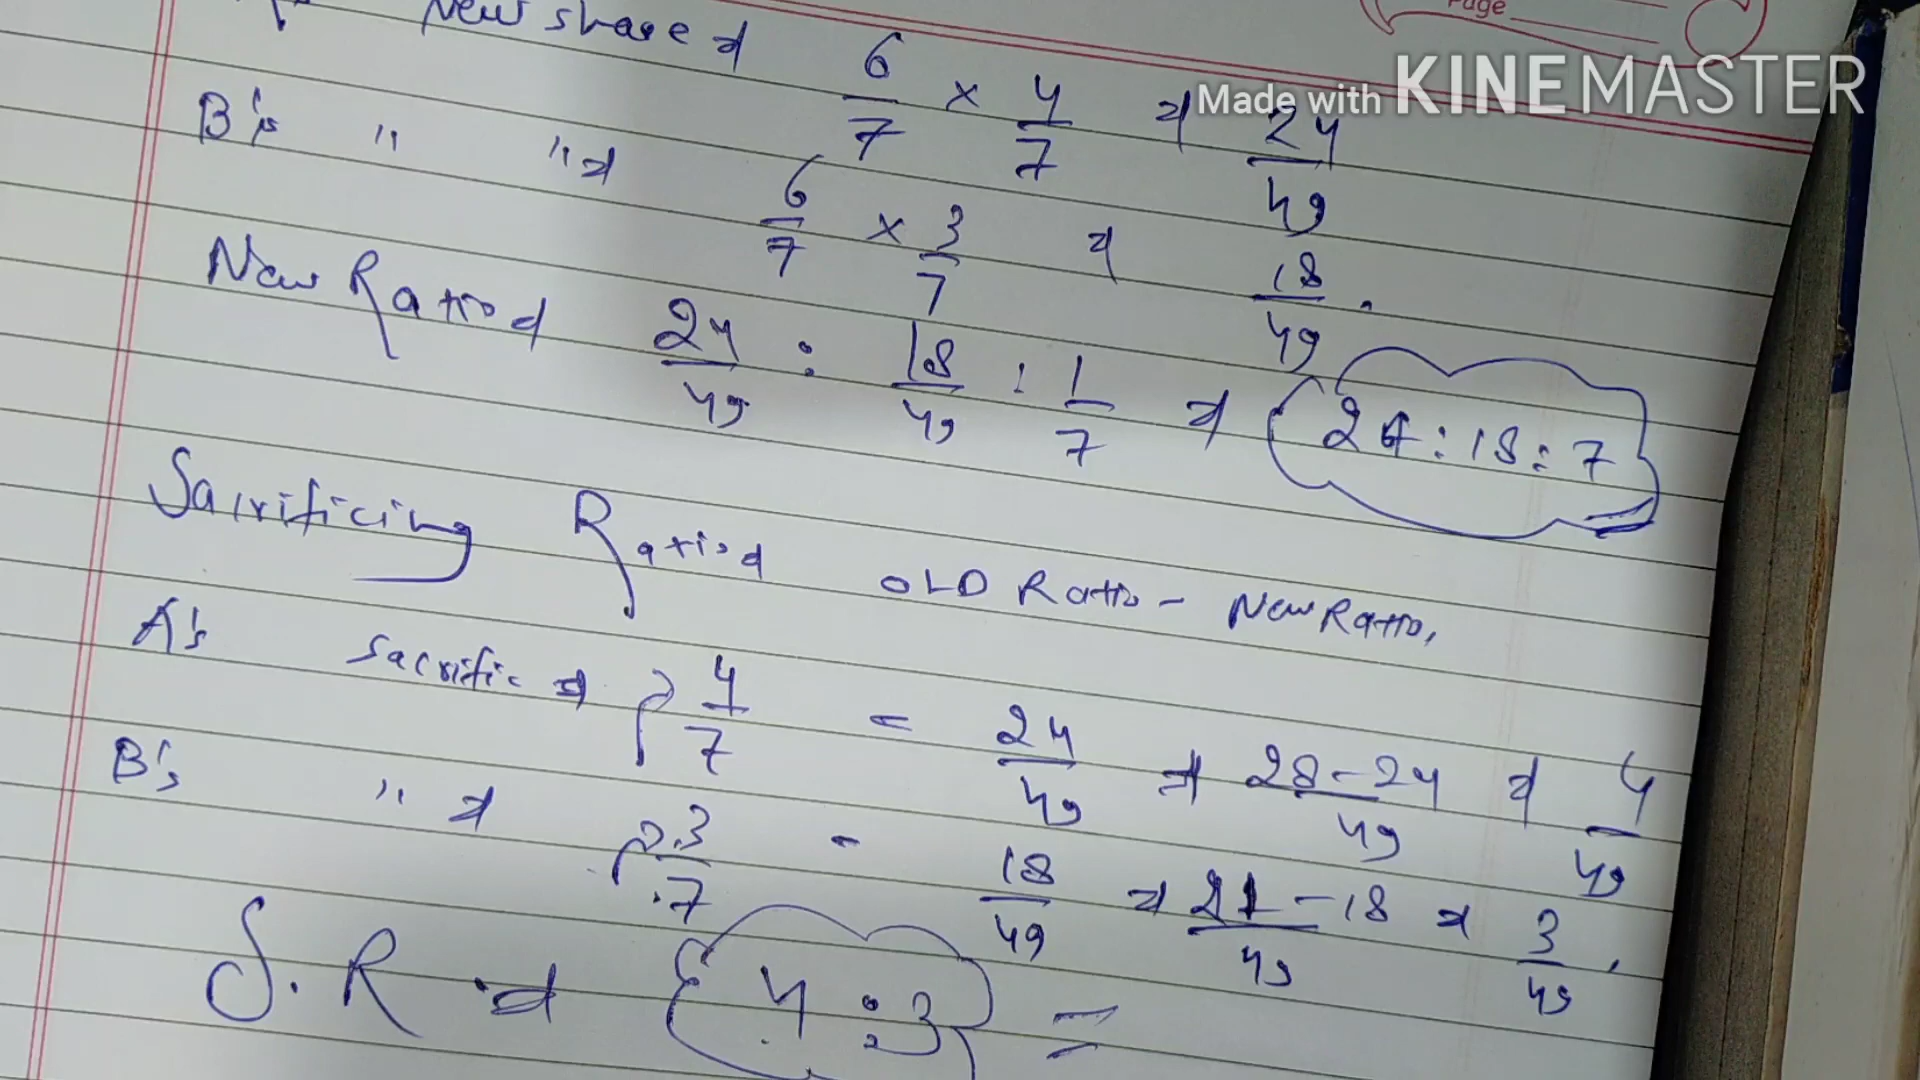 Page
Made with KINEMASTER
New share ⇒ 6/7 × 4/7 ⇒ 24/49
B's " " ⇒ 6/7 × 3/7 ⇒ 18/49.
New Ratio ⇒ 24/49 : 18/49 : 1/7 ⇒ 24:18:7
Sacrificing Ratio ⇒ OLD Ratio - New Ratio,
A's sacrific ⇒ 4/7 = 24/49 ⇒ 28-24/49 ⇒ 4/49
B's " ⇒ 3/7 - 18/49 ⇒ 21-18/49 ⇒ 3/49,
S.R ⇒ 4:3 =